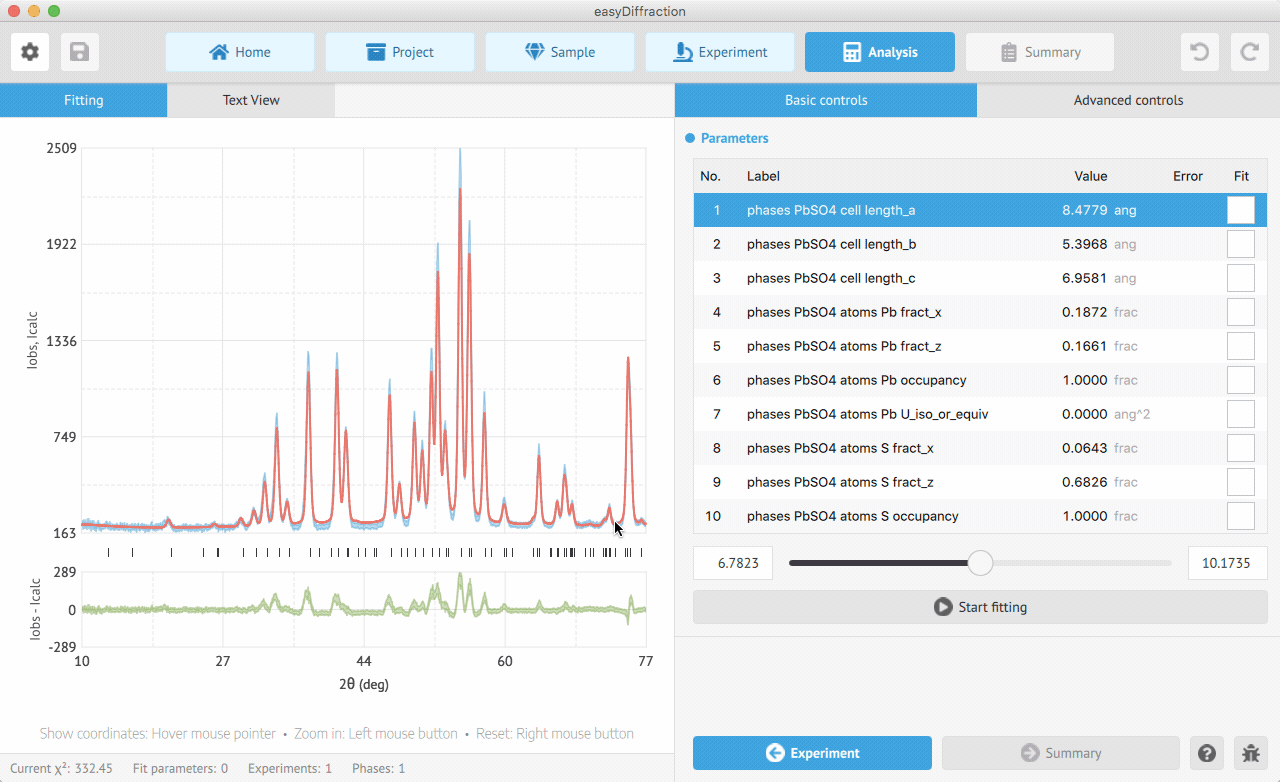 easyDiffraction
Home
Project
Sample
Experiment
Analysis
Summary
Fitting
Text View
Basic controls
Advanced controls
2509
1922
1336
749
163
Iobs, Icalc
289
0
-289
Iobs - Icalc
10 27 44 60 77
2θ (deg)
Show coordinates: Hover mouse pointer • Zoom in: Left mouse button • Reset: Right mouse button
Parameters
No. Label Value Error Fit
1 phases PbSO4 cell length_a 8.4779 ang
2 phases PbSO4 cell length_b 5.3968 ang
3 phases PbSO4 cell length_c 6.9581 ang
4 phases PbSO4 atoms Pb fract_x 0.1872 frac
5 phases PbSO4 atoms Pb fract_z 0.1661 frac
6 phases PbSO4 atoms Pb occupancy 1.0000 frac
7 phases PbSO4 atoms Pb U_iso_or_equiv 0.0000 ang^2
8 phases PbSO4 atoms S fract_x 0.0643 frac
9 phases PbSO4 atoms S fract_z 0.6826 frac
10 phases PbSO4 atoms S occupancy 1.0000 frac
6.7823 10.1735
Start fitting
Experiment
Summary
Current χ²: 332.45 Fit parameters: 0 Experiments: 1 Phases: 1